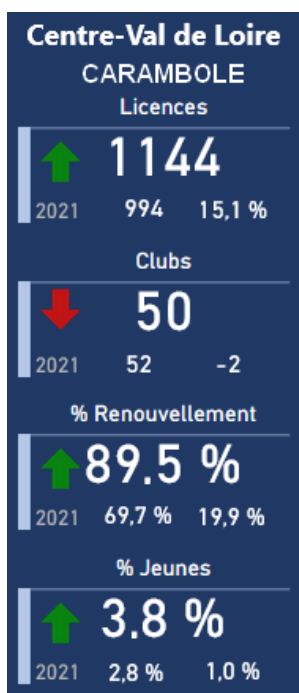 Centre-Val de Loire
CARAMBOLE
Licences
1144
2021 994 15,1 %
Clubs
50
2021 52 -2
% Renouvellement
89.5 %
2021 69,7 % 19,9 %
% Jeunes
3.8 %
2021 2,8 % 1,0 %